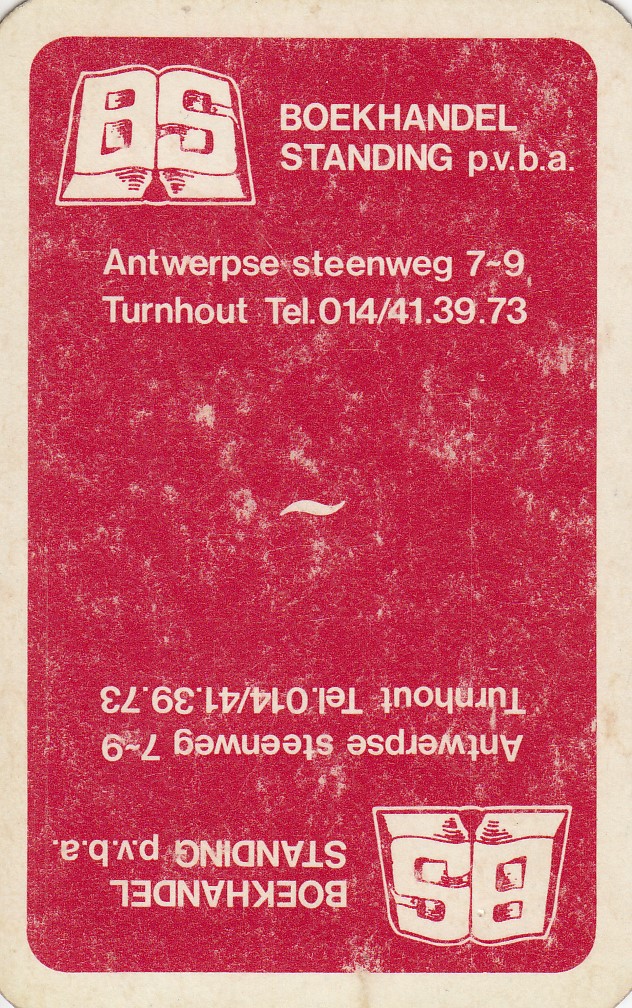 BS
BOEKHANDEL
STANDING p.v.b.a.
Antwerpse steenweg 7~9
Turnhout Tel.014/41.39.73
~
BS
BOEKHANDEL
STANDING p.v.b.a.
Antwerpse steenweg 7~9
Turnhout Tel.014/41.39.73